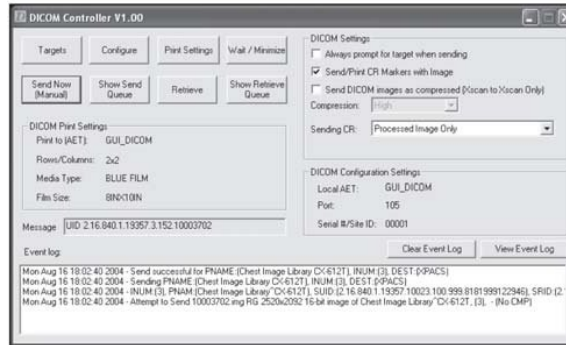 DICOM Controller V1.00
Targets
Configure
Print Settings
Wait / Minimize
Send Now
(Manual)
Show Send
Queue
Retrieve
Show Retrieve
Queue
DICOM Print Settings
Print to (AET): GUI_DICOM
Rows/Columns: 2x2
Media Type: BLUE FILM
Film Size: 8INX10IN
Message UID 2.16.840.1.19357.3.152.10003702
DICOM Settings
Always prompt for target when sending
Send/Print CR Markers with Image
Send DICOM images as compressed (Xscan to Xscan Only)
Compression: High
Sending CR: Processed Image Only
DICOM Configuration Settings
Local AET: GUI_DICOM
Port: 105
Serial #/Site ID: 00001
Clear Event Log
View Event Log
Event log:
Mon Aug 16 18:02:40 2004 - Send successful for PNAME:(Chest Image Library CX-612T), INUM:(3), DEST:(XPACS)
Mon Aug 16 18:02:40 2004 - Sending PNAME:(Chest Image Library CX-612T), INUM:(3), DEST:(XPACS)
Mon Aug 16 18:02:40 2004 - INUM:(3), PNAM:(Chest Image Library^CX-612T), SUID:(2.16.840.1.19357.10023.100.999.8181999122946), SRID:(2.
Mon Aug 16 18:02:40 2004 - Attempt to Send 10003702.img RG 2520x2092 16-bit image of Chest Image Library^CX-612T, (3), - (No CMP)